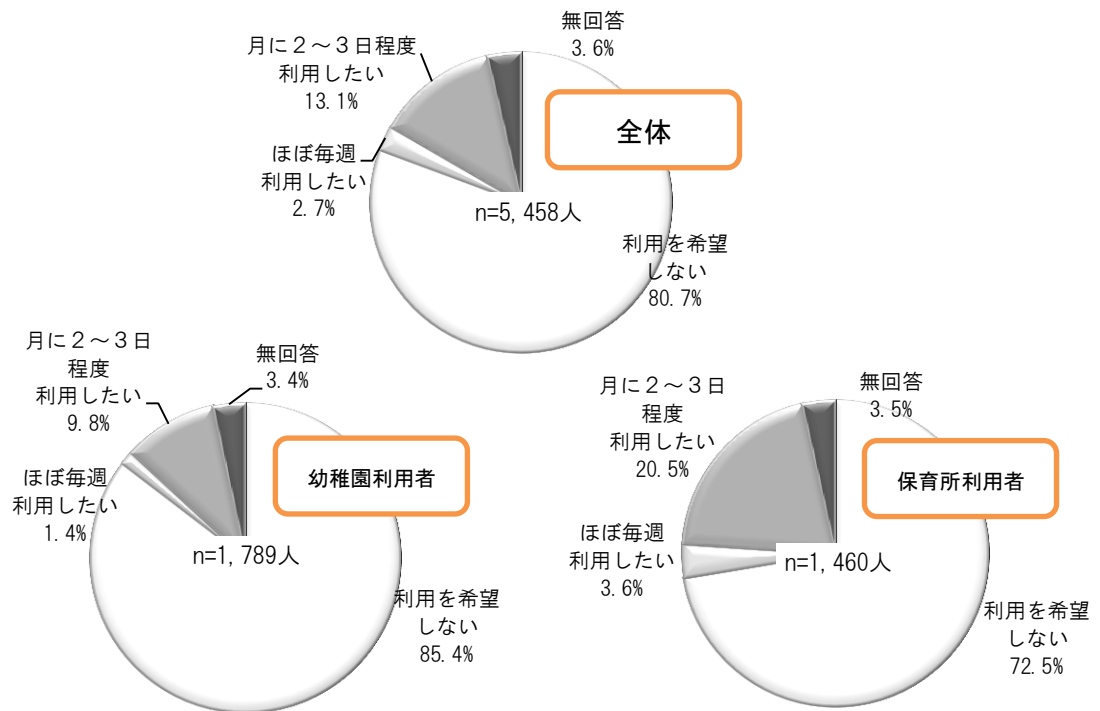 無回答
3.6%
月に２～３日程度
利用したい
13.1%
全体
ほぼ毎週
利用したい
2.7%
n=5,458人
利用を希望
しない
80.7%
月に２～３日
程度
利用したい
9.8%
無回答
3.4%
幼稚園利用者
ほぼ毎週
利用したい
1.4%
n=1,789人
利用を希望
しない
85.4%
月に２～３日
程度
利用したい
20.5%
無回答
3.5%
保育所利用者
ほぼ毎週
利用したい
3.6%
n=1,460人
利用を希望
しない
72.5%